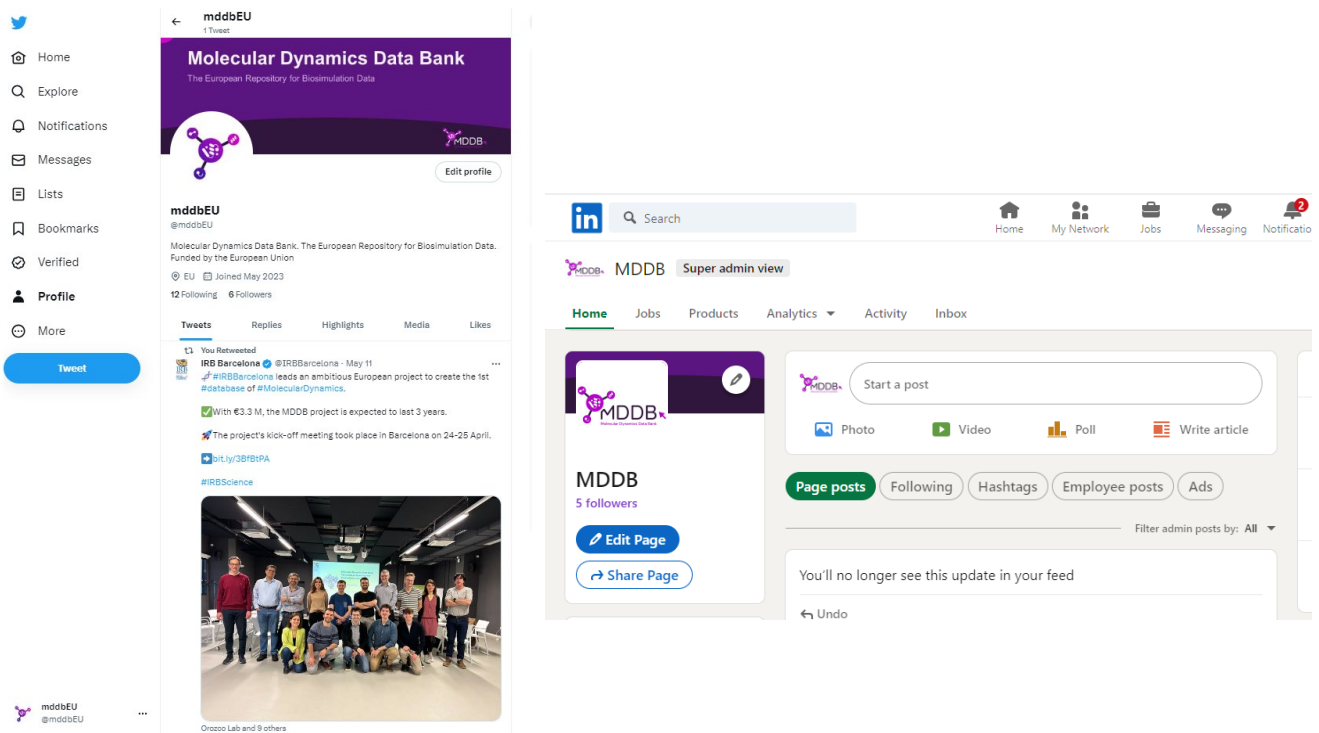 mddbEU
1 Tweet
Home
Explore
Notifications
Messages
Lists
Bookmarks
Verified
Profile
More
Tweet
mddbEU
@mddbEU
Molecular Dynamics Data Bank
The European Repository for Biosimulation Data
MDDB
Edit profile
mddbEU
@mddbEU
Molecular Dynamics Data Bank. The European Repository for Biosimulation Data.
Funded by the European Union
EU Joined May 2023
12 Following 6 Followers
Tweets Replies Highlights Media Likes
You Retweeted
IRB Barcelona @IRBBarcelona · May 11
#IRBBarcelona leads an ambitious European project to create the 1st
#database of #MolecularDynamics.
✅With €3.3 M, the MDDB project is expected to last 3 years.
🚀The project's kick-off meeting took place in Barcelona on 24-25 April.
➡bit.ly/3BfBtPA
#IRBScience
Orozco Lab and 9 others
in Search
Home My Network Jobs Messaging 2 Notificatio
MDDB MDDB Super admin view
Home Jobs Products Analytics Activity Inbox
MDDB
Molecular Dynamics Data Bank
MDDB
5 followers
Edit Page
Share Page
MDDB Start a post
Photo Video Poll Write article
Page posts Following Hashtags Employee posts Ads
Filter admin posts by: All
You'll no longer see this update in your feed
Undo